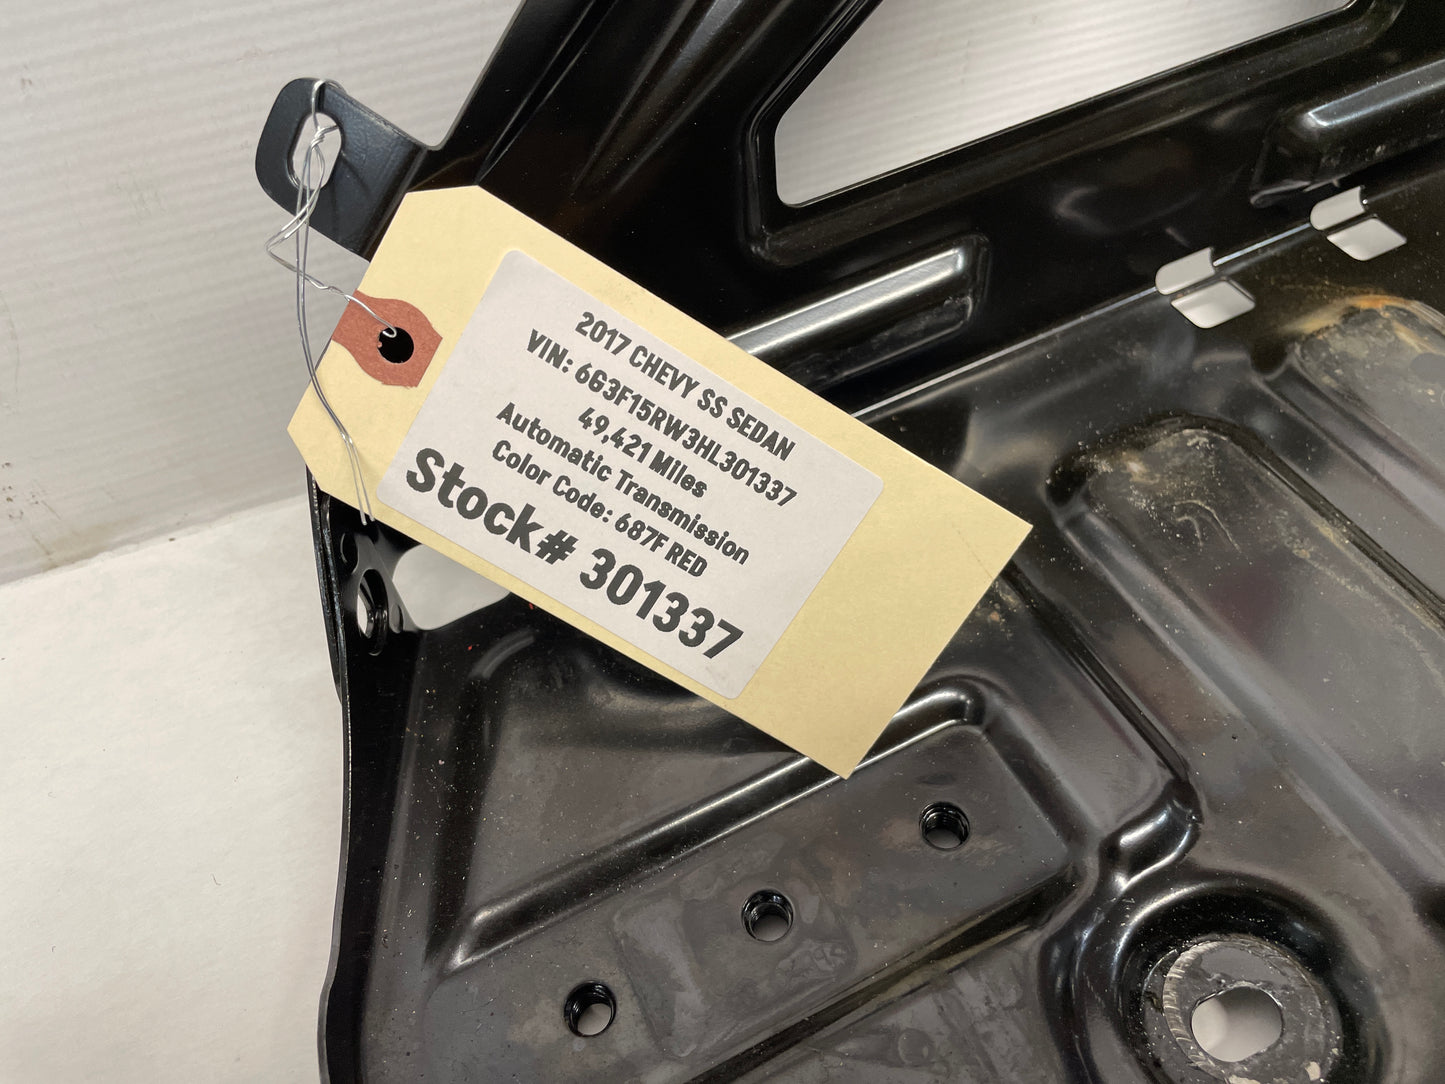 2017 CHEVY SS SEDAN
VIN: 6G3F15RW3HL301337
49,421 Miles
Automatic Transmission
Color Code: 687F RED
Stock# 301337